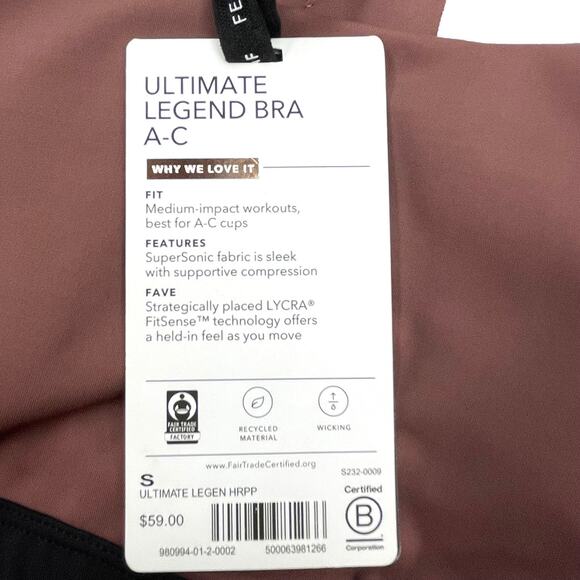 FE
AF
ULTIMATE
LEGEND BRA
A-C
WHY WE LOVE IT
FIT
Medium-impact workouts,
best for A-C cups
FEATURES
SuperSonic fabric is sleek
with supportive compression
FAVE
Strategically placed LYCRA®
FitSense™ technology offers
a held-in feel as you move
FAIR TRADE
CERTIFIED
FACTORY
RECYCLED
MATERIAL
WICKING
www.FairTradeCertified.org
S
S232-0009
ULTIMATE LEGEN HRPP
$59.00
980994-01-2-0002
500063981266
Certified
B
Corporation